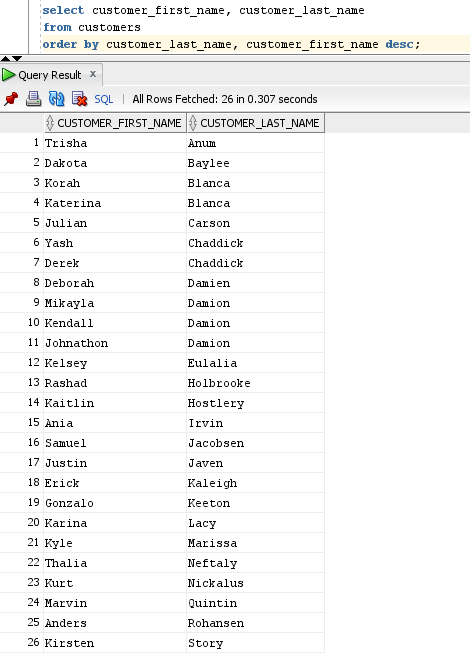 select customer_first_name, customer_last_name
from customers
order by customer_last_name, customer_first_name desc;
Query Result x
SQL | All Rows Fetched: 26 in 0.307 seconds
CUSTOMER_FIRST_NAME CUSTOMER_LAST_NAME
1 Trisha Anum
2 Dakota Baylee
3 Korah Blanca
4 Katerina Blanca
5 Julian Carson
6 Yash Chaddick
7 Derek Chaddick
8 Deborah Damien
9 Mikayla Damion
10 Kendall Damion
11 Johnathon Damion
12 Kelsey Eulalia
13 Rashad Holbrooke
14 Kaitlin Hostlery
15 Ania Irvin
16 Samuel Jacobsen
17 Justin Javen
18 Erick Kaleigh
19 Gonzalo Keeton
20 Karina Lacy
21 Kyle Marissa
22 Thalia Neftaly
23 Kurt Nickalus
24 Marvin Quintin
25 Anders Rohansen
26 Kirsten Story